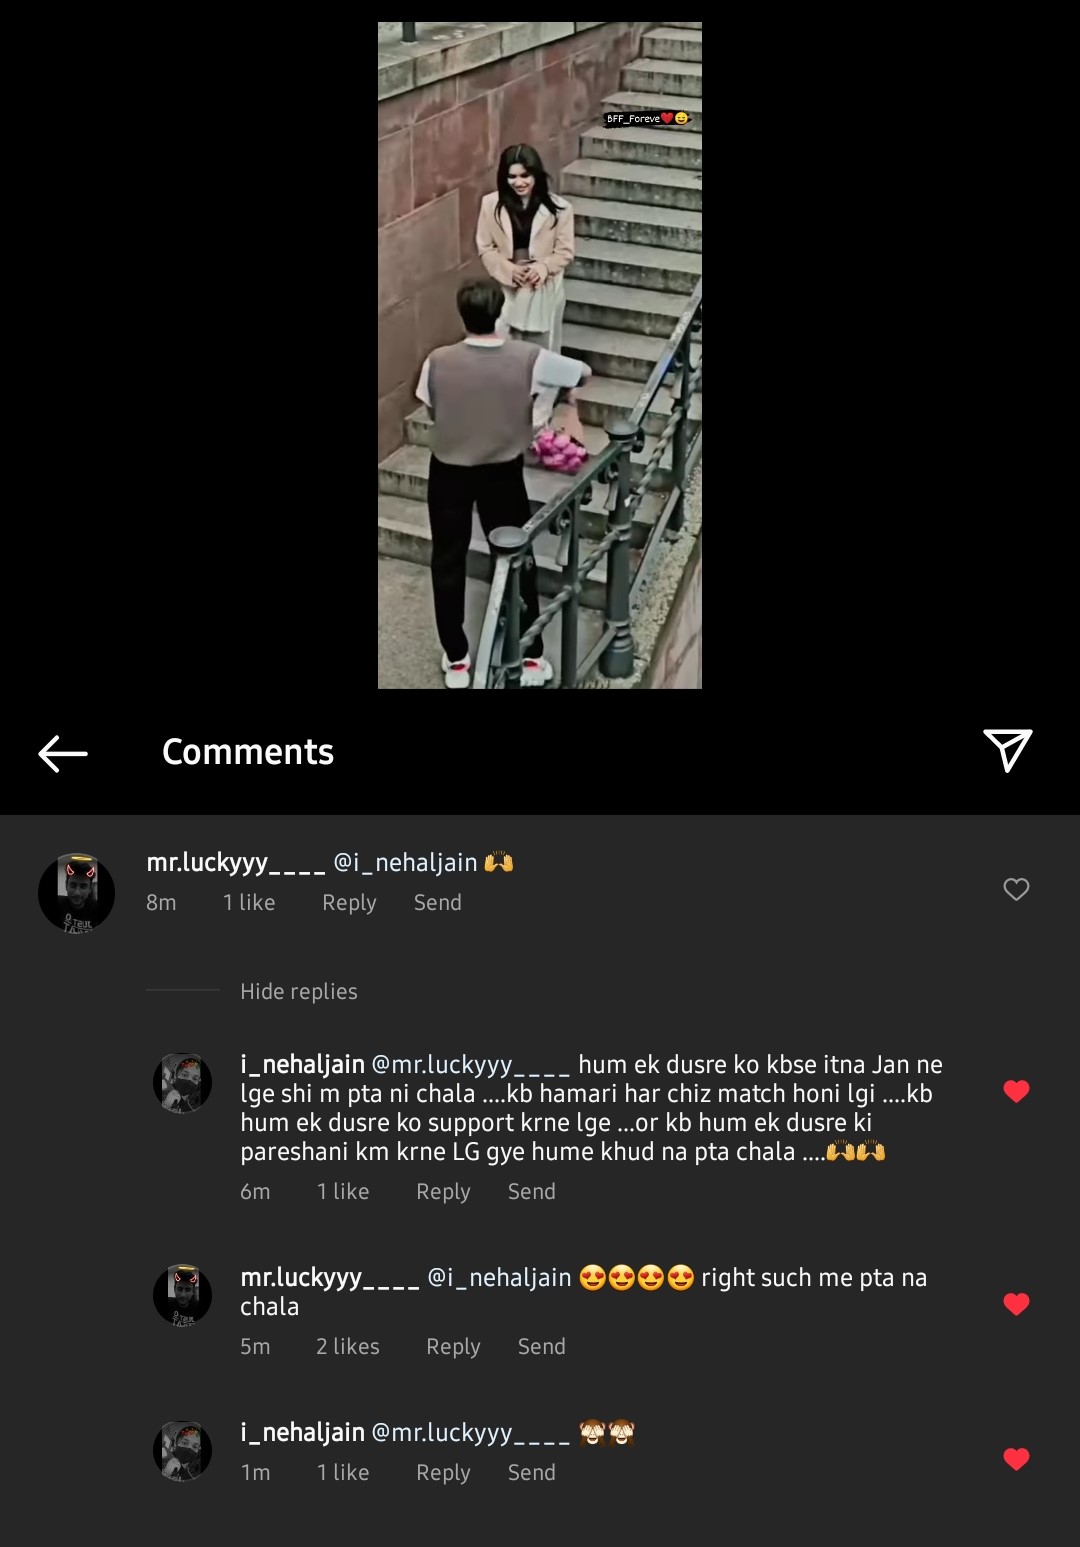 BFF_Foreve❤️😉
Comments
mr.luckyyy____ @i_nehaljain 🙌
8m 1 like Reply Send
Hide replies
i_nehaljain @mr.luckyyy____ hum ek dusre ko kbse itna Jan ne
lge shi m pta ni chala ....kb hamari har chiz match honi lgi ....kb
hum ek dusre ko support krne lge ...or kb hum ek dusre ki
pareshani km krne LG gye hume khud na pta chala ....🙌🙌
6m 1 like Reply Send
mr.luckyyy____ @i_nehaljain 😍😍😍😍 right such me pta na
chala
5m 2 likes Reply Send
i_nehaljain @mr.luckyyy____ 🙈🙈
1m 1 like Reply Send